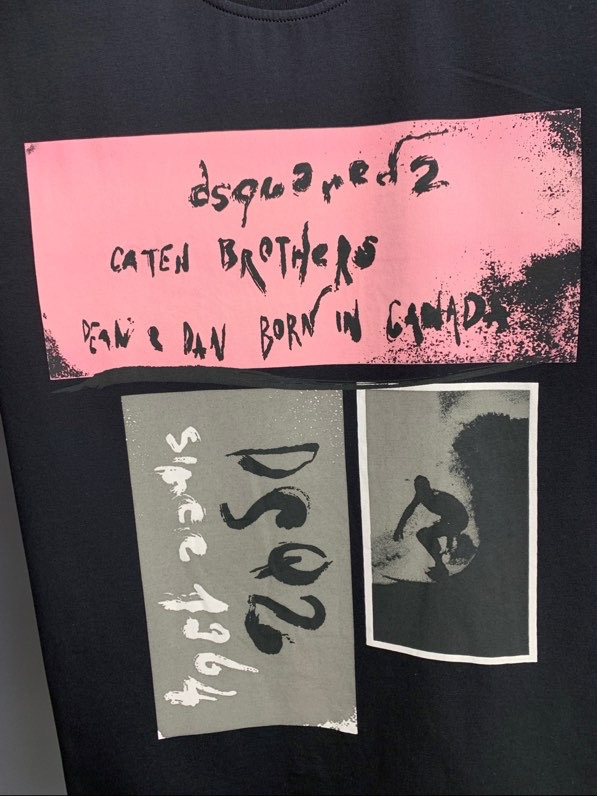 dsquared2
CATEN BROTHERS
DEAN & DAN BORN IN CANADA
DSQ2
since 1964